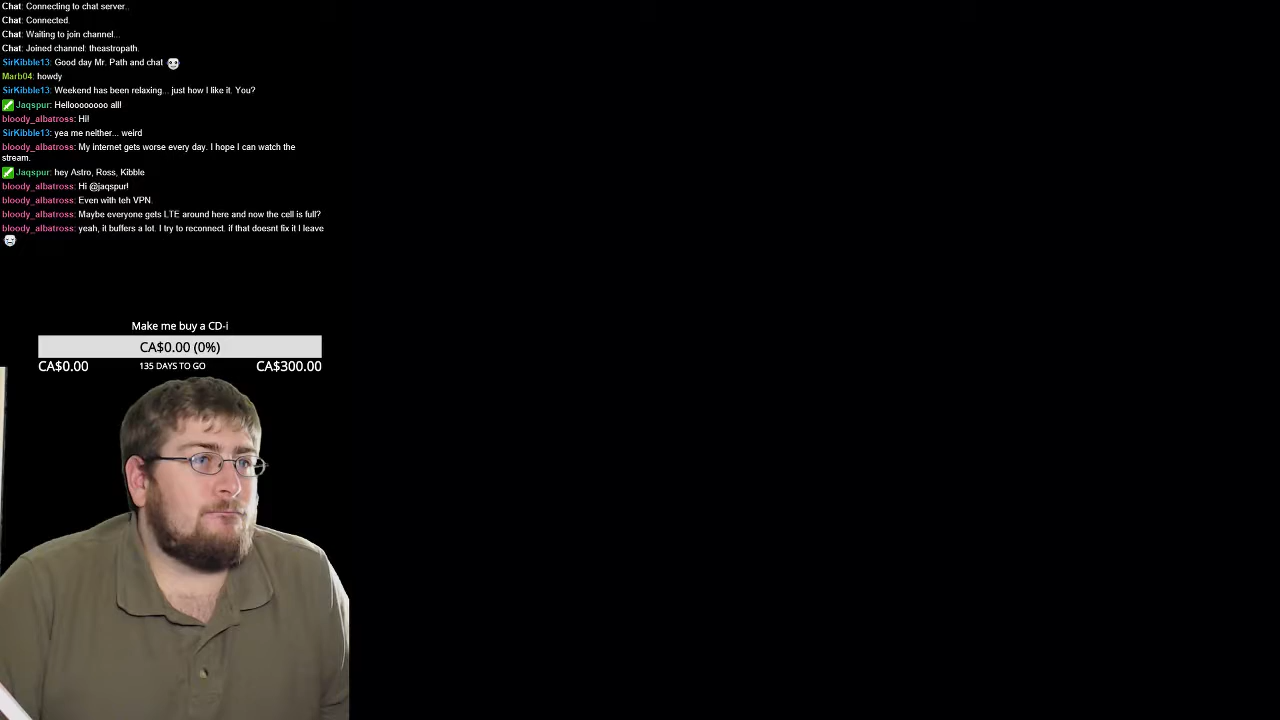 Chat: Connecting to chat server..
Chat: Connected.
Chat: Waiting to join channel...
Chat: Joined channel: theastropath.
SirKibble13: Good day Mr. Path and chat
Marb04: howdy
SirKibble13: Weekend has been relaxing... just how I like it. You?
Jaqspur: Helloooooooo alll
bloody_albatross: Hi!
SirKibble13: yea me neither... weird
bloody_albatross: My internet gets worse every day. I hope I can watch the
stream.
Jaqspur: hey Astro, Ross, Kibble
bloody_albatross: Hi @jaqspur!
bloody_albatross: Even with teh VPN.
bloody_albatross: Maybe everyone gets LTE around here and now the cell is full?
bloody_albatross: yeah, it buffers a lot. I try to reconnect. if that doesnt fix it I leave
Make me buy a CD-i
CA$0.00 (0%)
CA$0.00 135 DAYS TO GO CA$300.00